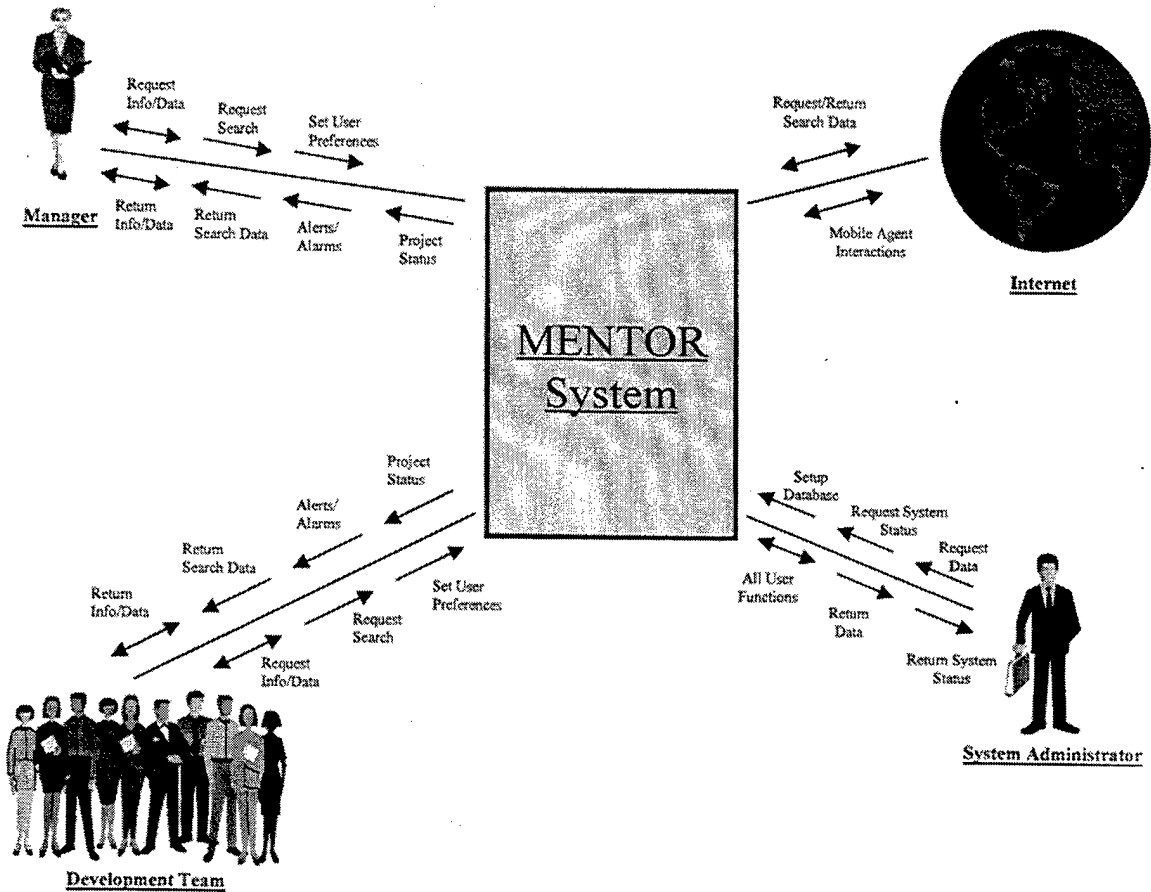 Request
Info/Data
Request
Search
Set User
Preferences
Manager
Return
Info/Data
Return
Search Data
Alerts/
Alarms
Project
Status
Request/Return
Search Data
Mobile Agent
Interactions
Internet
MENTOR
System
Project
Status
Alerts/
Alarms
Return
Search Data
Return
Info/Data
Set User
Preferences
Request
Search
Request
Info/Data
Development Team
Setup
Database
Request System
Status
Request
Data
All User
Functions
Return
Data
Return System
Status
System Administrator